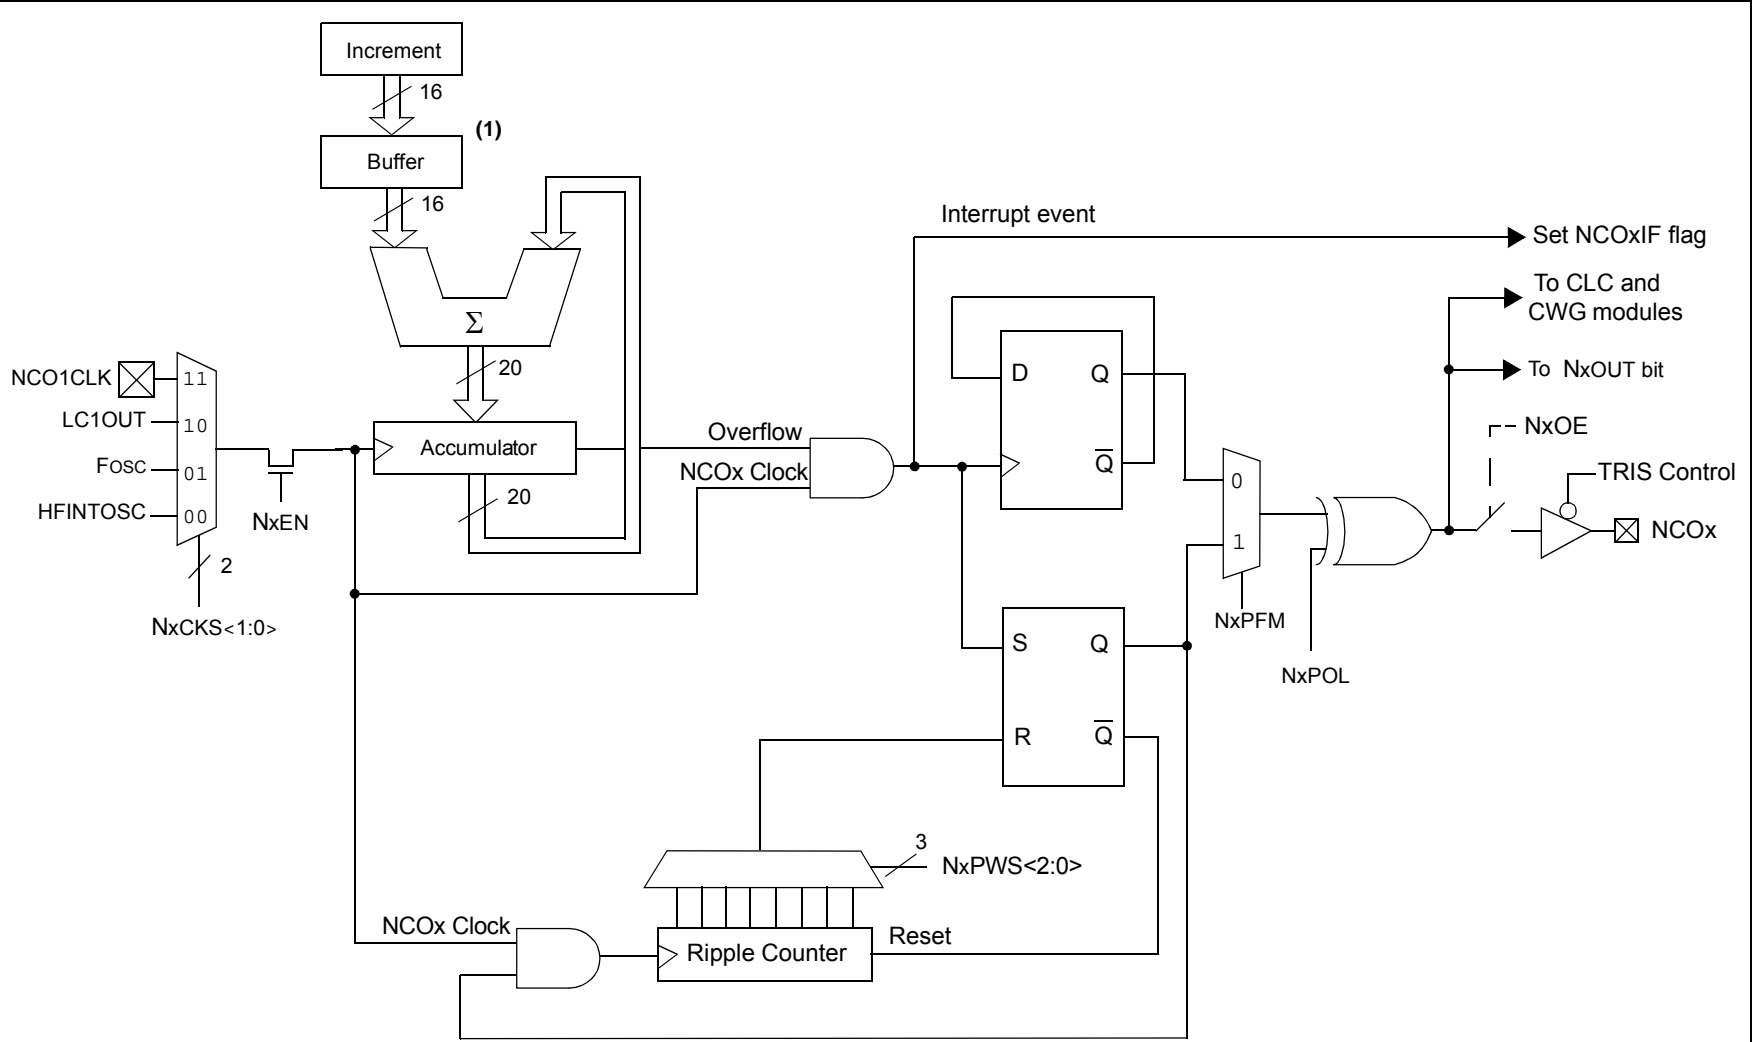 Increment
16
(1)
Buffer
16
Σ
20
Accumulator
20
NCO1CLK
11
LC1OUT
10
FOSC
01
HFINTOSC
00
NxEN
2
NxCKS<1:0>
Overflow
NCOx Clock
Interrupt event
Set NCOxIF flag
To CLC and
CWG modules
To NxOUT bit
NxOE
TRIS Control
NCOx
D
Q
Q̅
0
1
NxPFM
NxPOL
S
Q
R
Q̅
3
NxPWS<2:0>
NCOx Clock
Ripple Counter
Reset